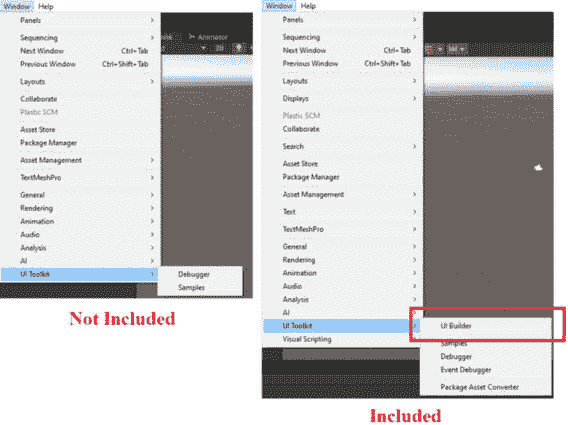 Window Help
Panels
Sequencing
Next Window Ctrl+Tab
Previous Window Ctrl+Shift+Tab
Layouts
Collaborate
Plastic SCM
Asset Store
Package Manager
Asset Management
TextMeshPro
General
Rendering
Animation
Audio
Analysis
AI
UI Toolkit
Debugger
Samples
Animator
Not Included
Window Help
Panels
Sequencing
Next Window Ctrl+Tab
Previous Window Ctrl+Shift+Tab
Layouts
Displays
Plastic SCM
Collaborate
Search
Asset Store
Package Manager
Asset Management
Text
TextMeshPro
General
Rendering
Animation
Audio
Analysis
AI
UI Toolkit
Visual Scripting
UI Builder
Samples
Debugger
Event Debugger
Package Asset Converter
Included